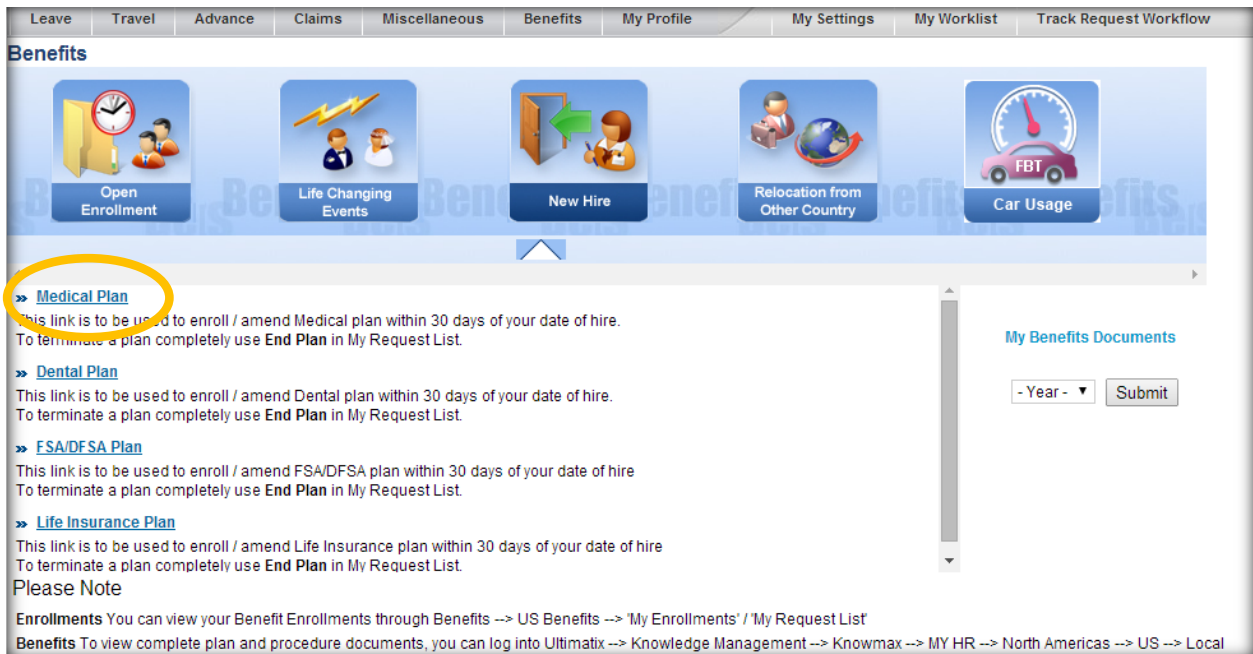 Leave Travel Advance Claims Miscellaneous Benefits My Profile My Settings My Worklist Track Request Workflow
Benefits
Open
Enrollment
Life Changing
Events
New Hire
Relocation from
Other Country
FBT
Car Usage
» Medical Plan
This link is to be used to enroll / amend Medical plan within 30 days of your date of hire.
To terminate a plan completely use End Plan in My Request List.
» Dental Plan
This link is to be used to enroll / amend Dental plan within 30 days of your date of hire.
To terminate a plan completely use End Plan in My Request List.
» FSA/DFSA Plan
This link is to be used to enroll / amend FSA/DFSA plan within 30 days of your date of hire
To terminate a plan completely use End Plan in My Request List.
» Life Insurance Plan
This link is to be used to enroll / amend Life Insurance plan within 30 days of your date of hire
To terminate a plan completely use End Plan in My Request List.
My Benefits Documents
- Year - Submit
Please Note
Enrollments You can view your Benefit Enrollments through Benefits --> US Benefits --> 'My Enrollments' / 'My Request List'
Benefits To view complete plan and procedure documents, you can log into Ultimatix --> Knowledge Management --> Knowmax --> MY HR --> North Americas --> US --> Local